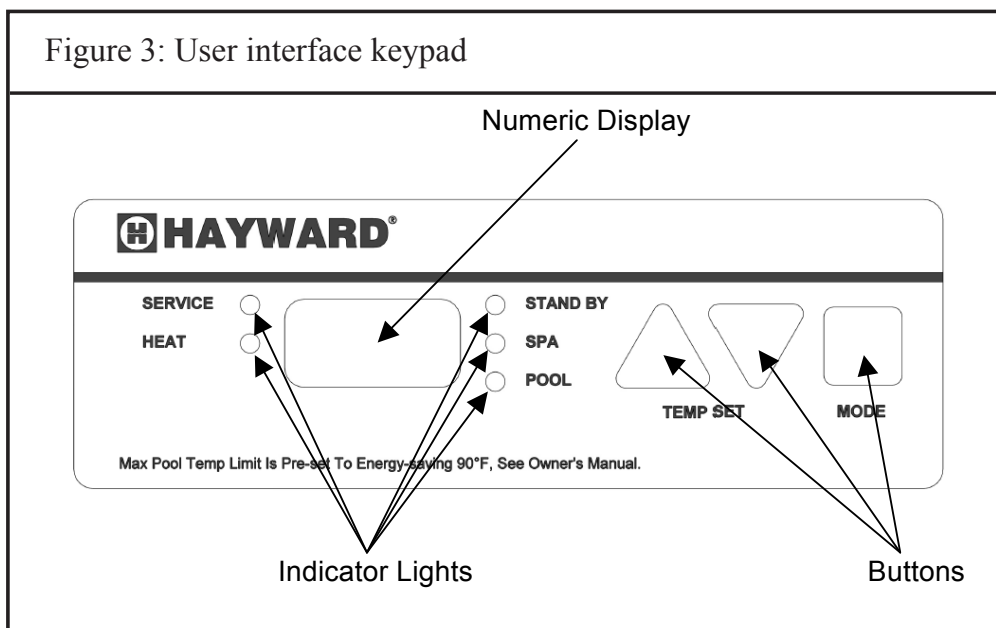 Figure 3: User interface keypad
Numeric Display
H HAYWARD®
SERVICE
HEAT
STAND BY
SPA
POOL
TEMP SET
MODE
Max Pool Temp Limit Is Pre-set To Energy-saving 90°F, See Owner's Manual.
Indicator Lights
Buttons